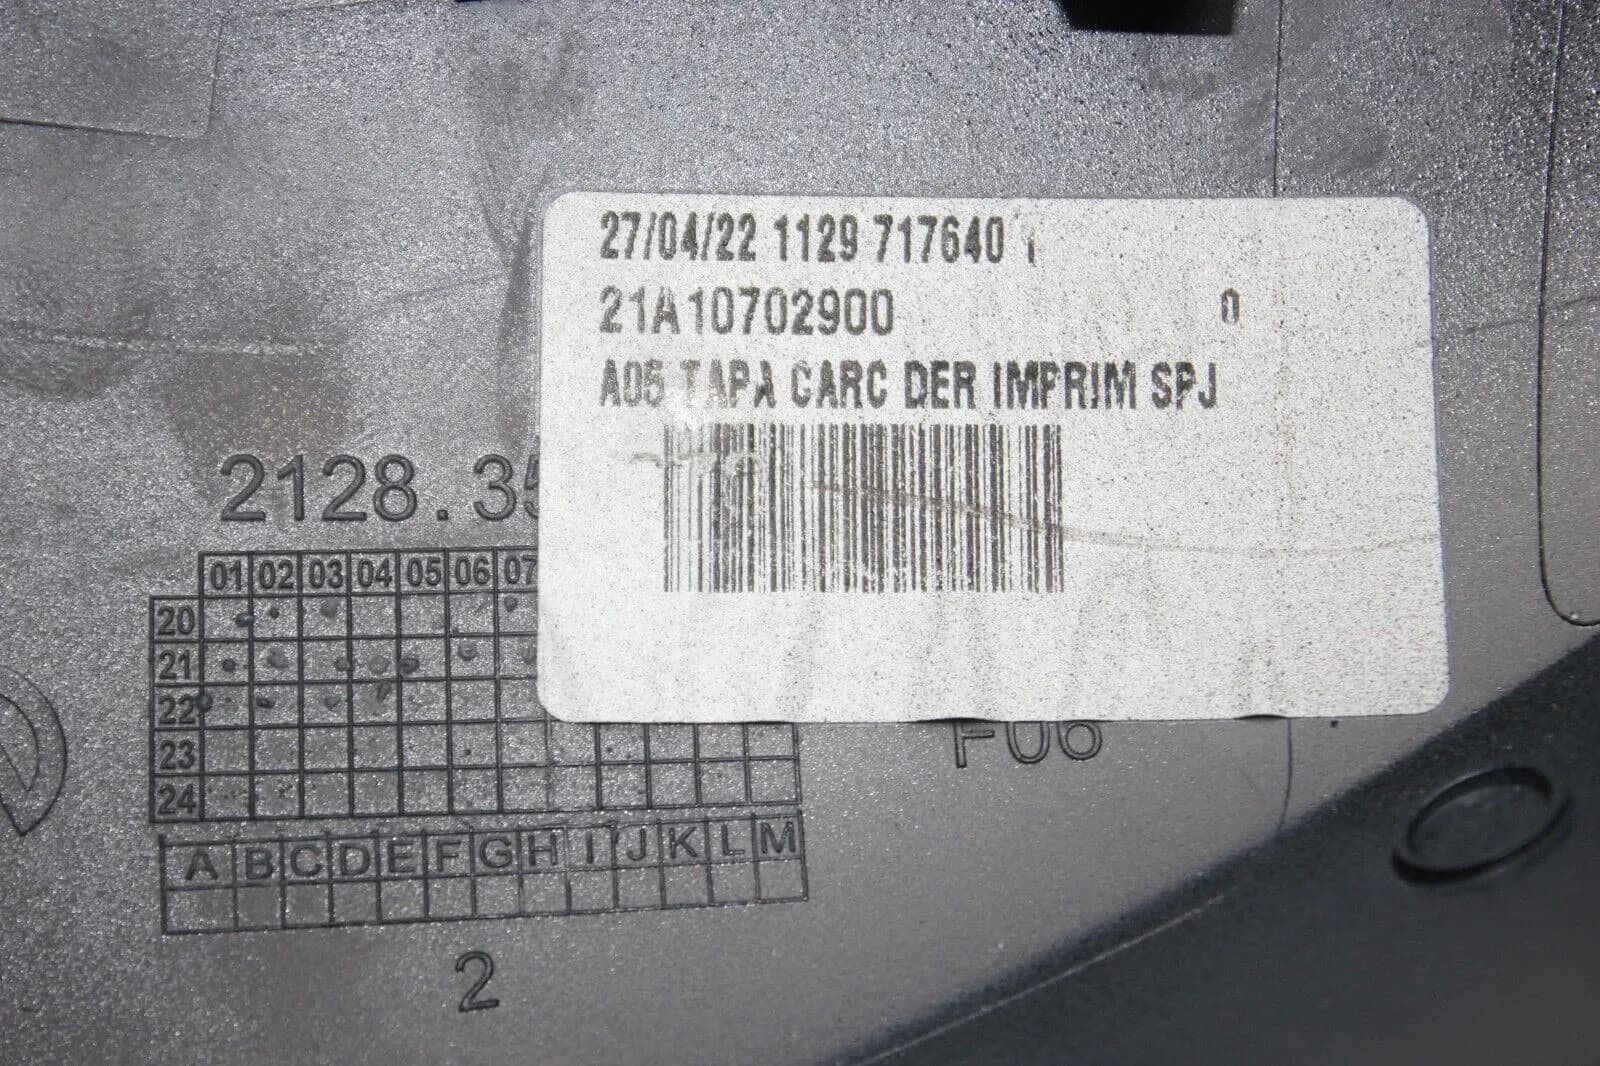 27/04/22 1129 717640 1
21A10702900 0
A05 TAPA CARC DER IMPRIM SPJ
2128.35
01 02 03 04 05 06 07
20
21
22
23
24
F06
A B C D E F G H I J K L M
2